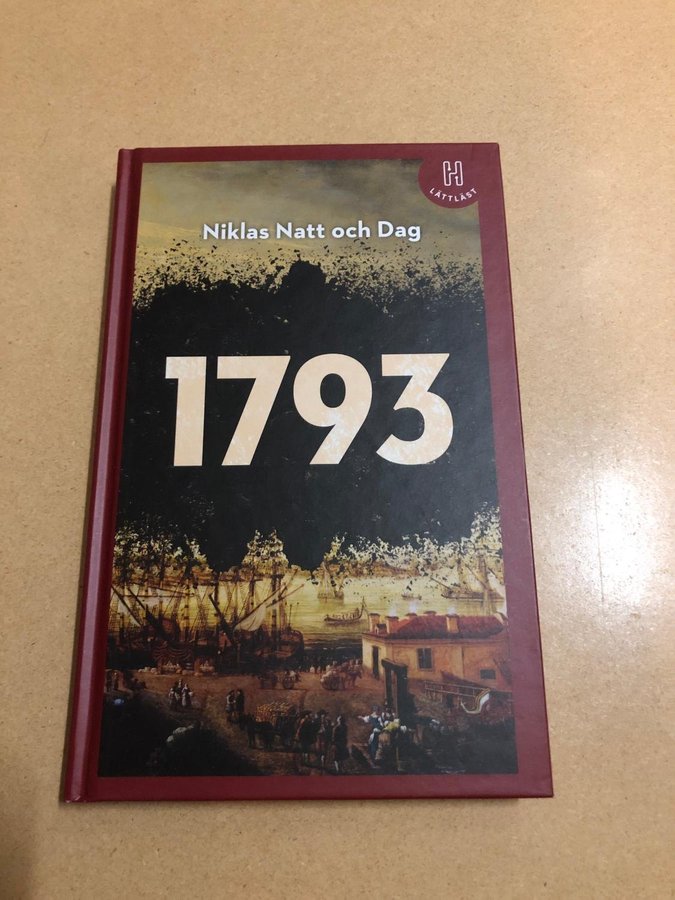 H
LÄTTLÄST
Niklas Natt och Dag
1793